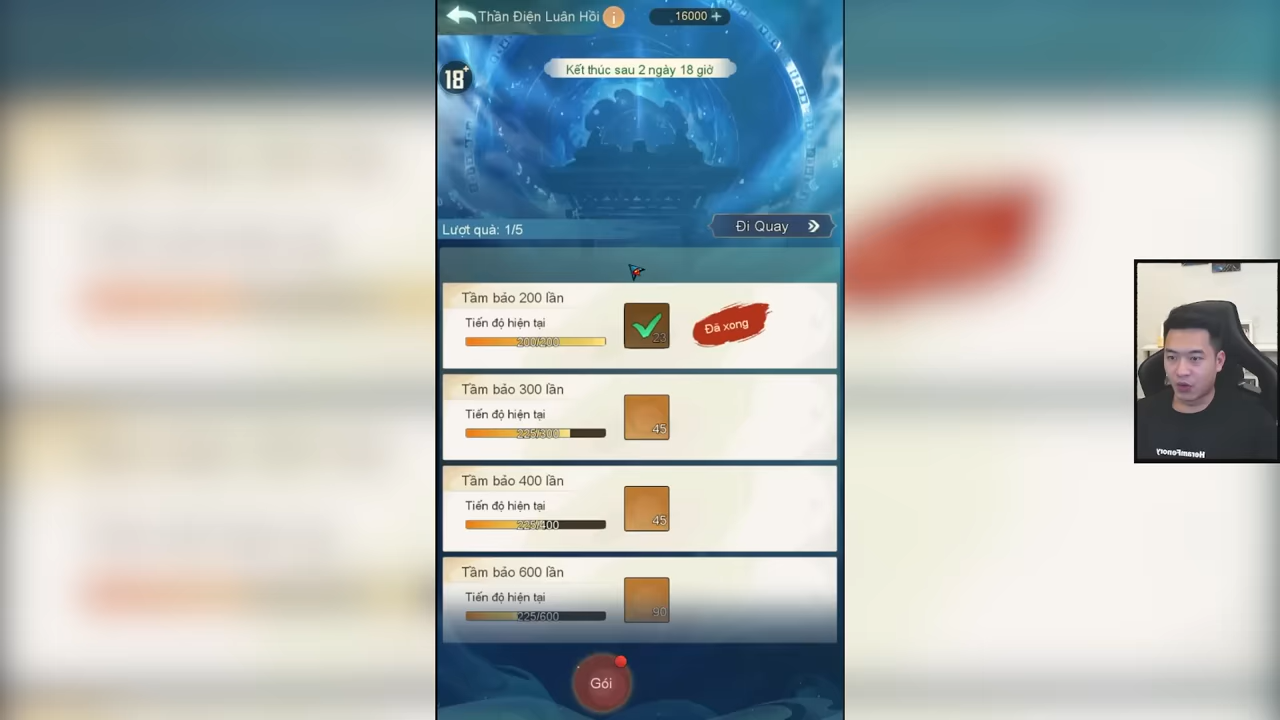 Thần Điện Luân Hồi
i
16000 +
18+
Kết thúc sau 2 ngày 18 giờ
Lượt quà: 1/5
Đi Quay
Tầm bảo 200 lần
Tiến độ hiện tại
200/200
23
Đã xong
Tầm bảo 300 lần
Tiến độ hiện tại
225/300
45
Tầm bảo 400 lần
Tiến độ hiện tại
225/400
45
Tầm bảo 600 lần
Tiến độ hiện tại
225/600
90
Gói